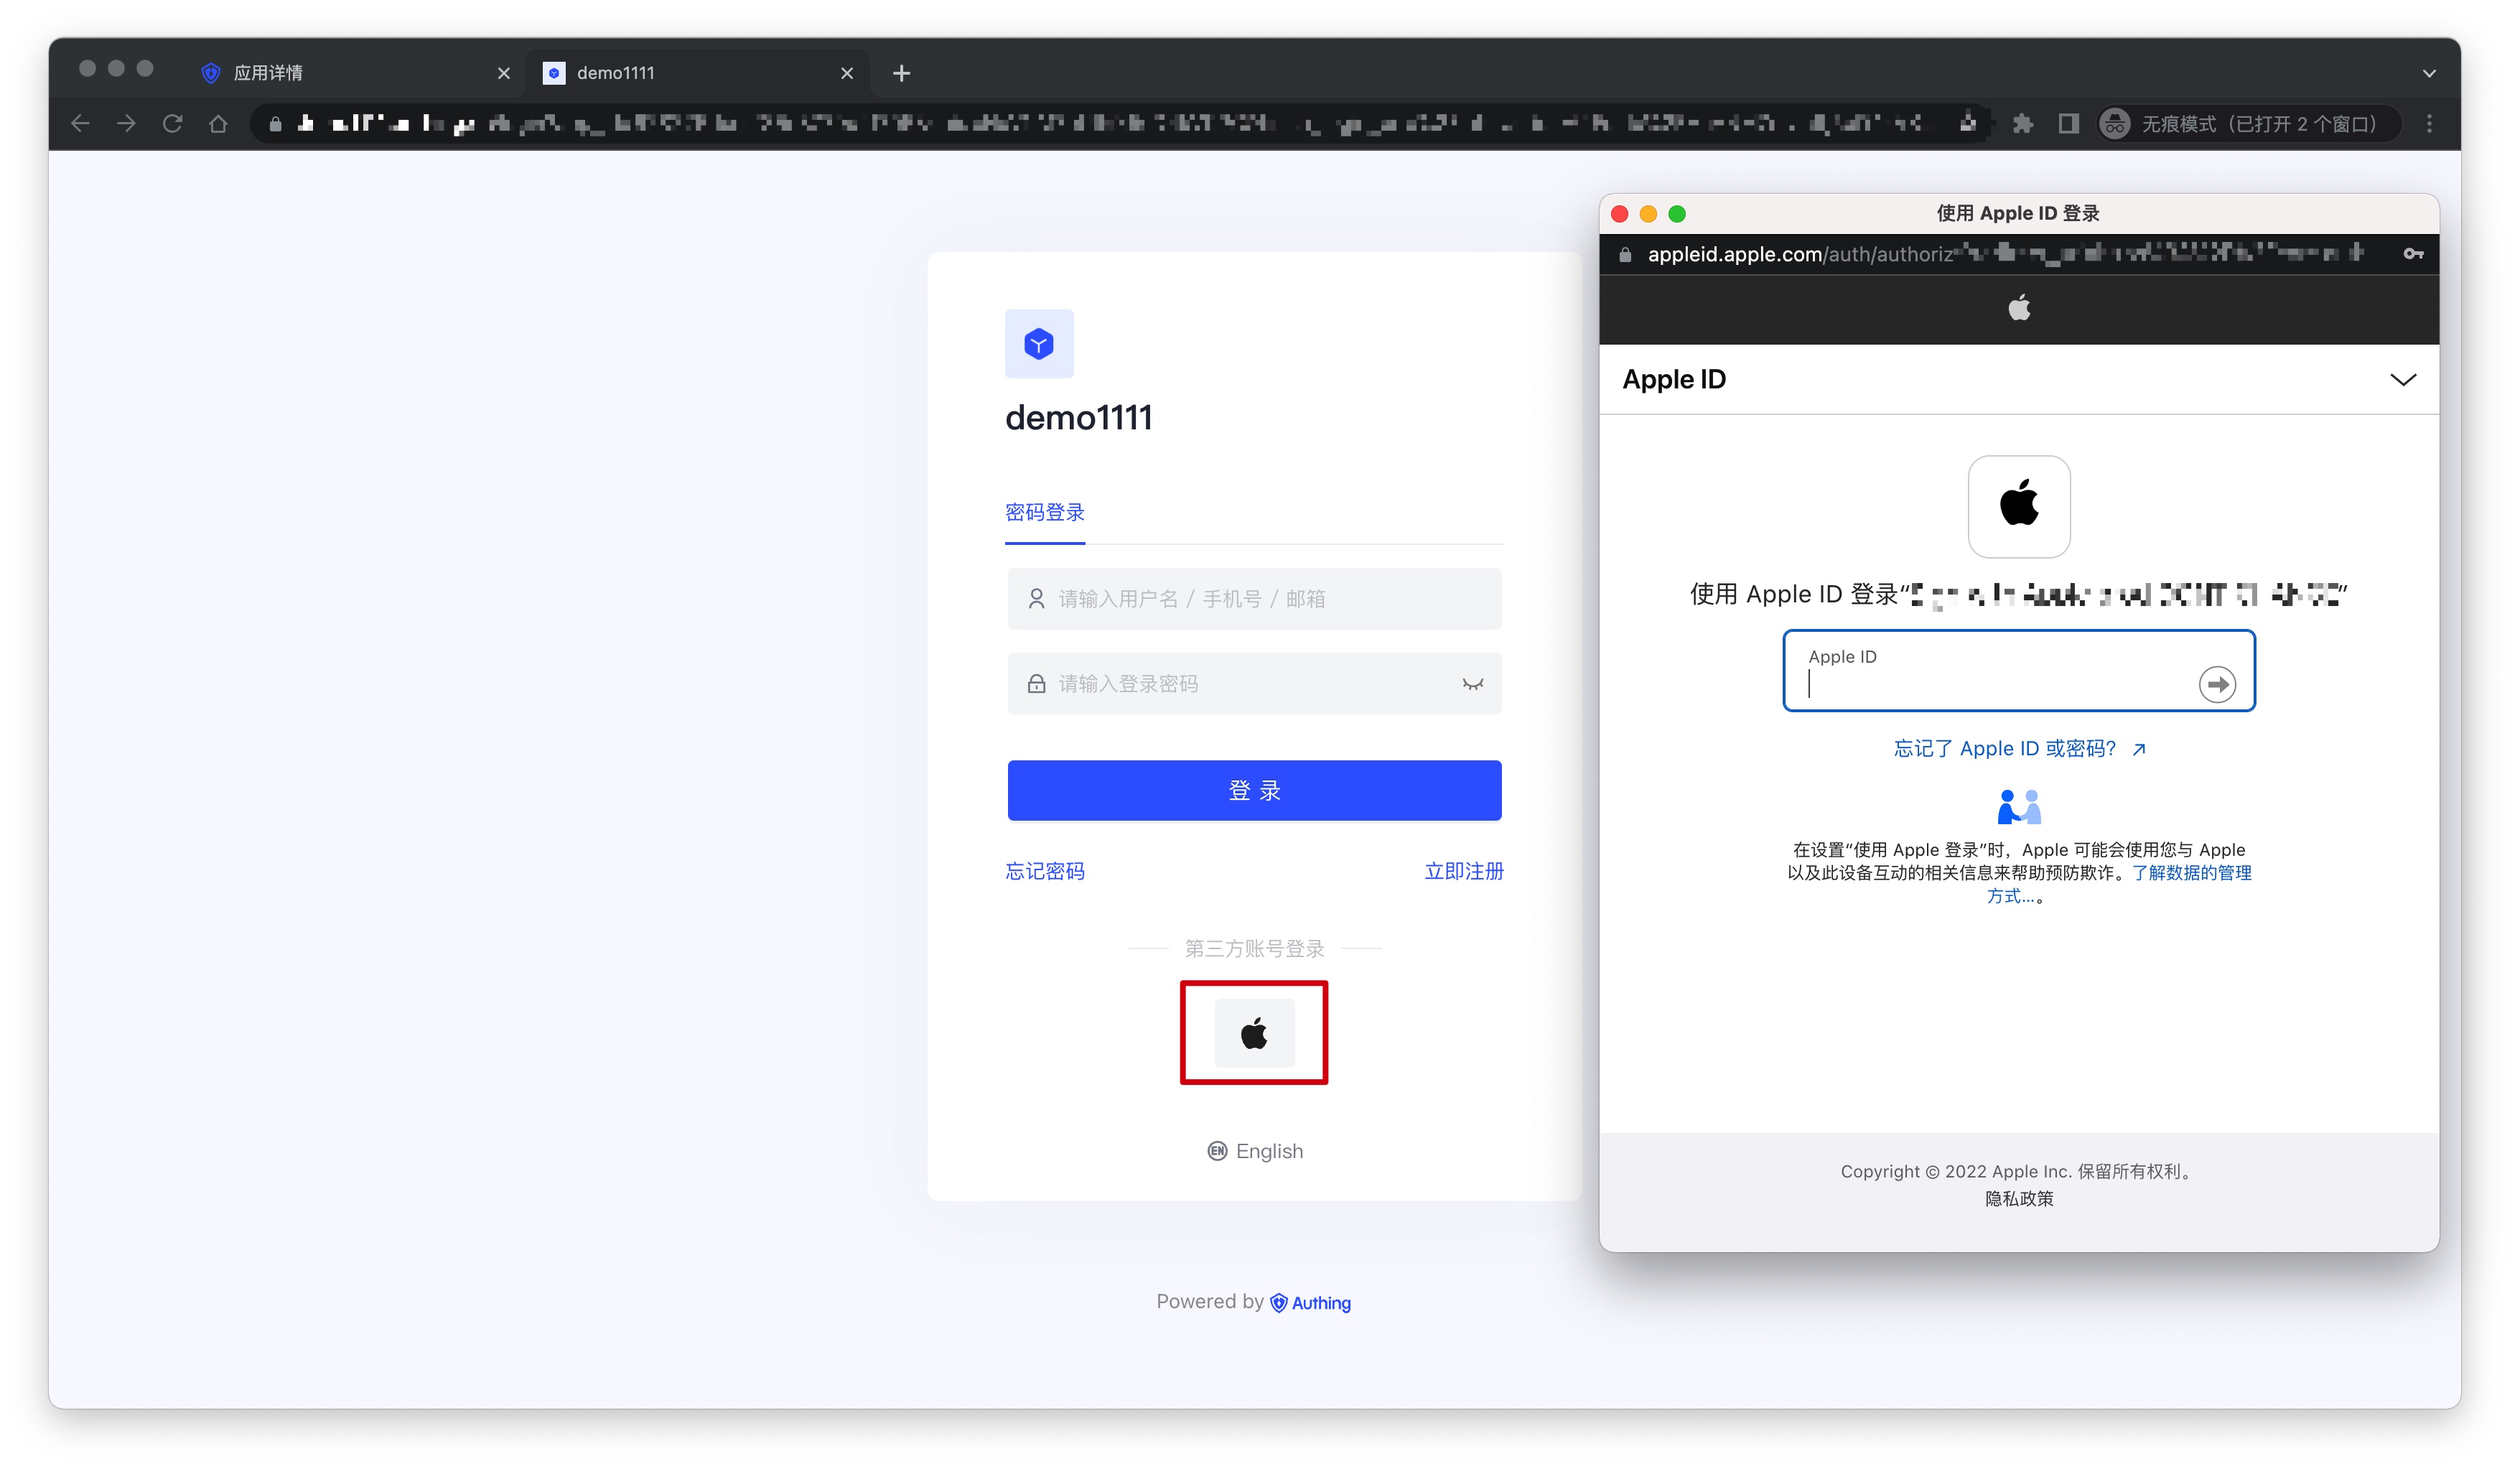 应用详情
demo1111
无痕模式（已打开 2 个窗口）
demo1111
密码登录
请输入用户名 / 手机号 / 邮箱
请输入登录密码
登 录
忘记密码
立即注册
第三方账号登录
EN English
Powered by Authing
使用 Apple ID 登录
appleid.apple.com/auth/authoriz
Apple ID
使用 Apple ID 登录“ ”
Apple ID
忘记了 Apple ID 或密码? ↗
在设置“使用 Apple 登录”时，Apple 可能会使用您与 Apple
以及此设备互动的相关信息来帮助预防欺诈。了解数据的管理
方式...。
Copyright © 2022 Apple Inc. 保留所有权利。
隐私政策